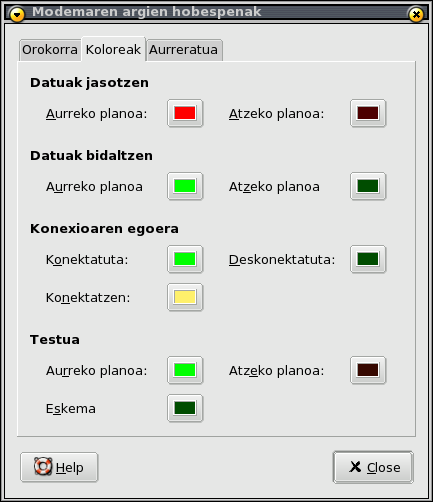 Modemaren argien hobespenak
Orokorra Koloreak Aurreratua
Datuak jasotzen
Aurreko planoa: Atzeko planoa:
Datuak bidaltzen
Aurreko planoa Atzeko planoa
Konexioaren egoera
Konektatuta: Deskonektatuta:
Konektatzen:
Testua
Aurreko planoa: Atzeko planoa:
Eskema
Help Close